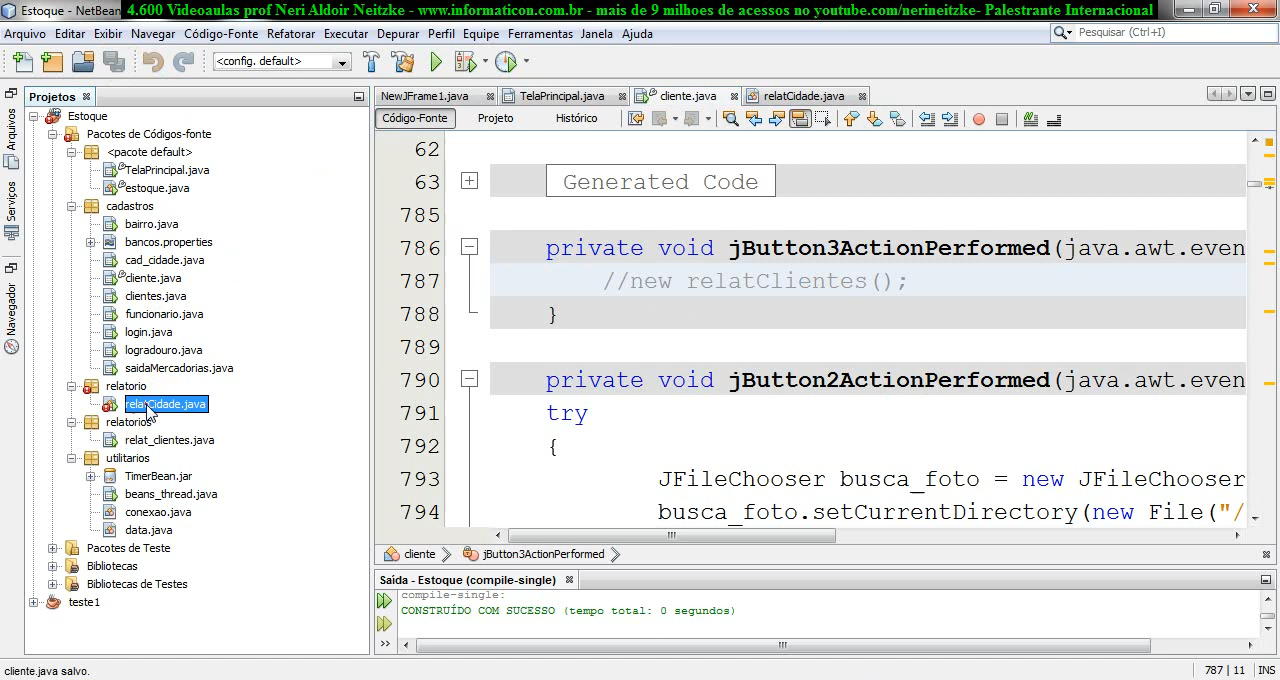 Estoque - NetBean
4.600 Videoaulas prof Neri Aldoir Neitzke - www.informaticon.com.br - mais de 9 milhoes de acessos no youtube.com/nerineitzke- Palestrante Internacional
Arquivo Editar Exibir Navegar Código-Fonte Refatorar Executar Depurar Perfil Equipe Ferramentas Janela Ajuda
Pesquisar (Ctrl+I)
<config. default>
Projetos
NewJFrame1.java TelaPrincipal.java cliente.java relatCidade.java
Código-Fonte Projeto Histórico
Arquivos
Serviços
Navegador
Estoque
Pacotes de Códigos-fonte
<pacote default>
TelaPrincipal.java
estoque.java
cadastros
bairro.java
bancos.properties
cad_cidade.java
cliente.java
clientes.java
funcionario.java
login.java
logradouro.java
saidaMercadorias.java
relatorio
relatCidade.java
relatorios
relat_clientes.java
utilitarios
TimerBean.jar
beans_thread.java
conexao.java
data.java
Pacotes de Teste
Bibliotecas
Bibliotecas de Testes
teste1
62
63 Generated Code
785
786 private void jButton3ActionPerformed(java.awt.even
787 //new relatClientes();
788 }
789
790 private void jButton2ActionPerformed(java.awt.even
791 try
792 {
793 JFileChooser busca_foto = new JFileChooser
794 busca_foto.setCurrentDirectory(new File("/
cliente jButton3ActionPerformed
Saída - Estoque (compile-single)
compile-single:
CONSTRUÍDO COM SUCESSO (tempo total: 0 segundos)
cliente.java salvo.
787 | 11 INS